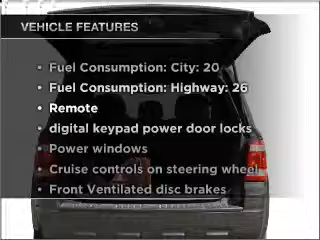 VEHICLE FEATURES
• Fuel Consumption: City: 20
• Fuel Consumption: Highway: 26
• Remote
• digital keypad power door locks
• Power windows
• Cruise controls on steering wheel
• Front Ventilated disc brakes